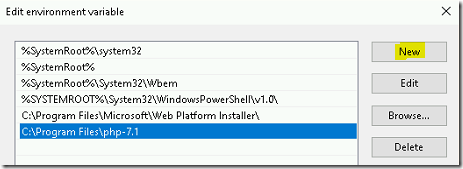 Edit environment variable
%SystemRoot%\system32
New
%SystemRoot%
%SystemRoot%\System32\Wbem
Edit
%SYSTEMROOT%\System32\WindowsPowerShell\v1.0\
C:\Program Files\Microsoft\Web Platform Installer\
Browse...
C:\Program Files\php-7.1
Delete